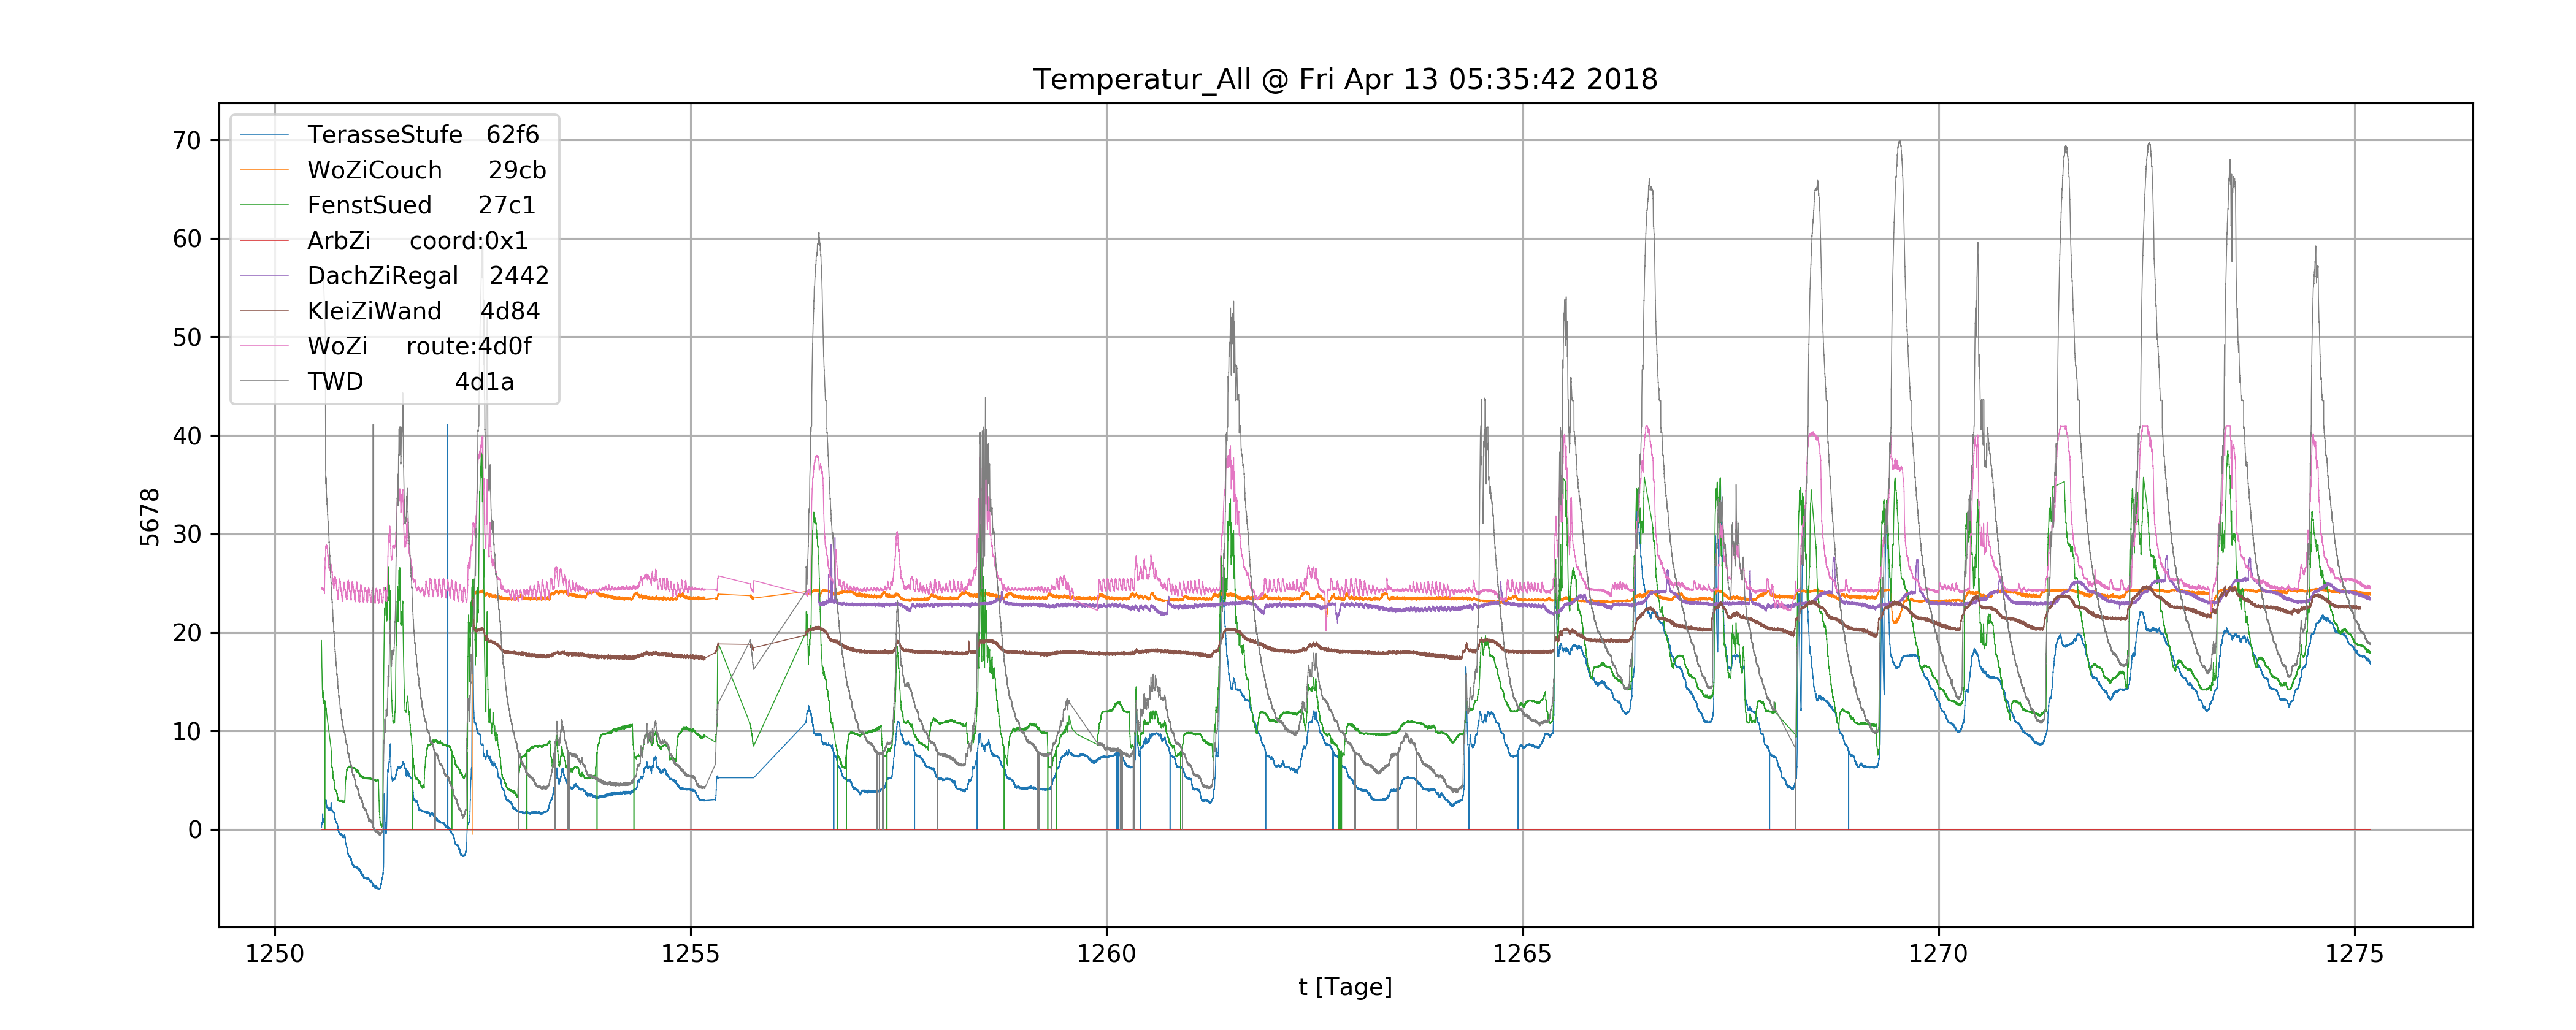 Temperatur_All @ Fri Apr 13 05:35:42 2018
70
60
50
40
30
20
10
0
5678
TerasseStufe 62f6
WoZiCouch 29cb
FenstSued 27c1
ArbZi coord:0x1
DachZiRegal 2442
KleiZiWand 4d84
WoZi route:4d0f
TWD 4d1a
1250 1255 1260 1265 1270 1275
t [Tage]